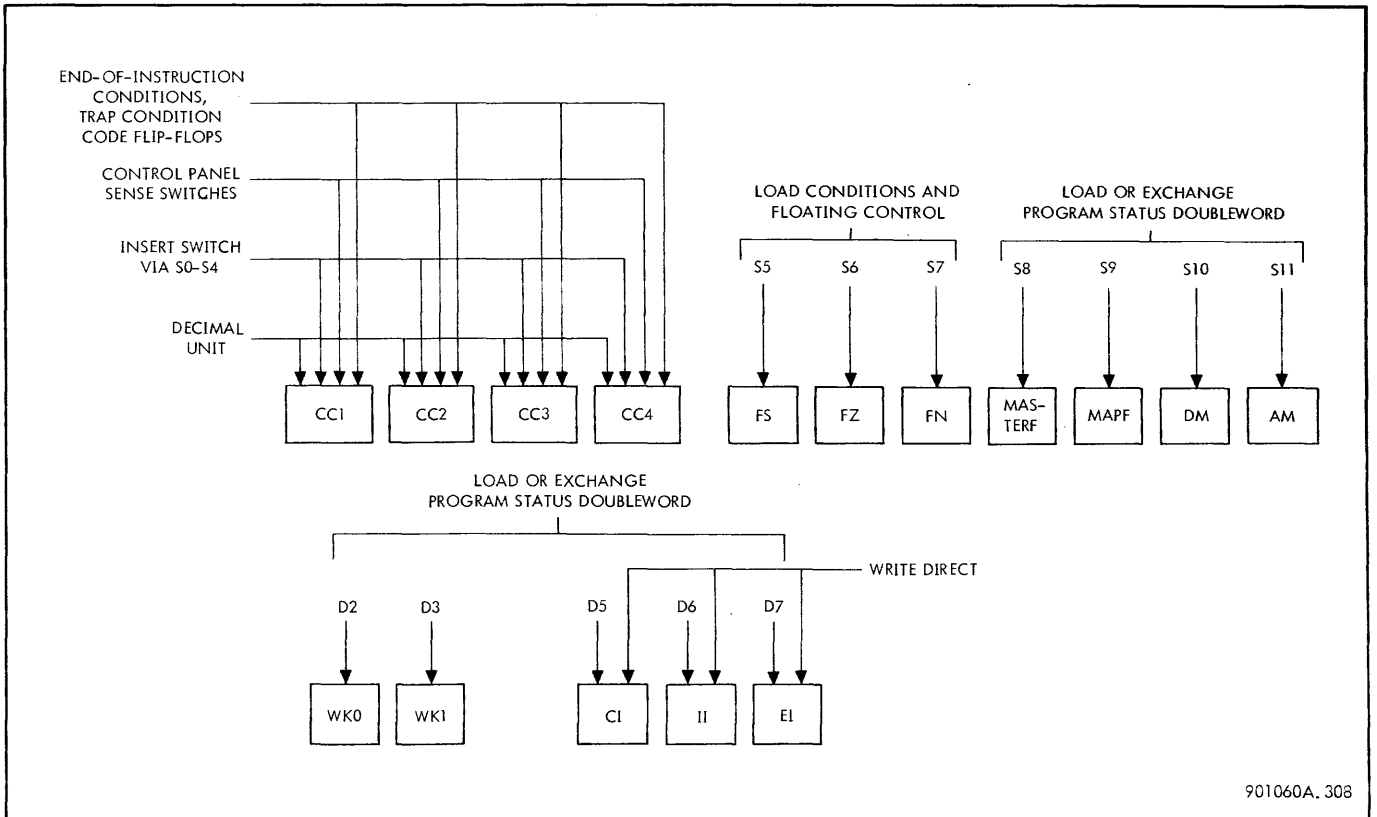 END-OF-INSTRUCTION
CONDITIONS,
TRAP CONDITION
CODE FLIP-FLOPS
CONTROL PANEL
SENSE SWITCHES
INSERT SWITCH
VIA S0-S4
DECIMAL
UNIT
CC1 CC2 CC3 CC4
LOAD CONDITIONS AND
FLOATING CONTROL
S5 S6 S7
FS FZ FN
LOAD OR EXCHANGE
PROGRAM STATUS DOUBLEWORD
S8 S9 S10 S11
MAS-
TERF
MAPF DM AM
LOAD OR EXCHANGE
PROGRAM STATUS DOUBLEWORD
WRITE DIRECT
D2 D3 D5 D6 D7
WK0 WK1 CI II EI
901060A. 308